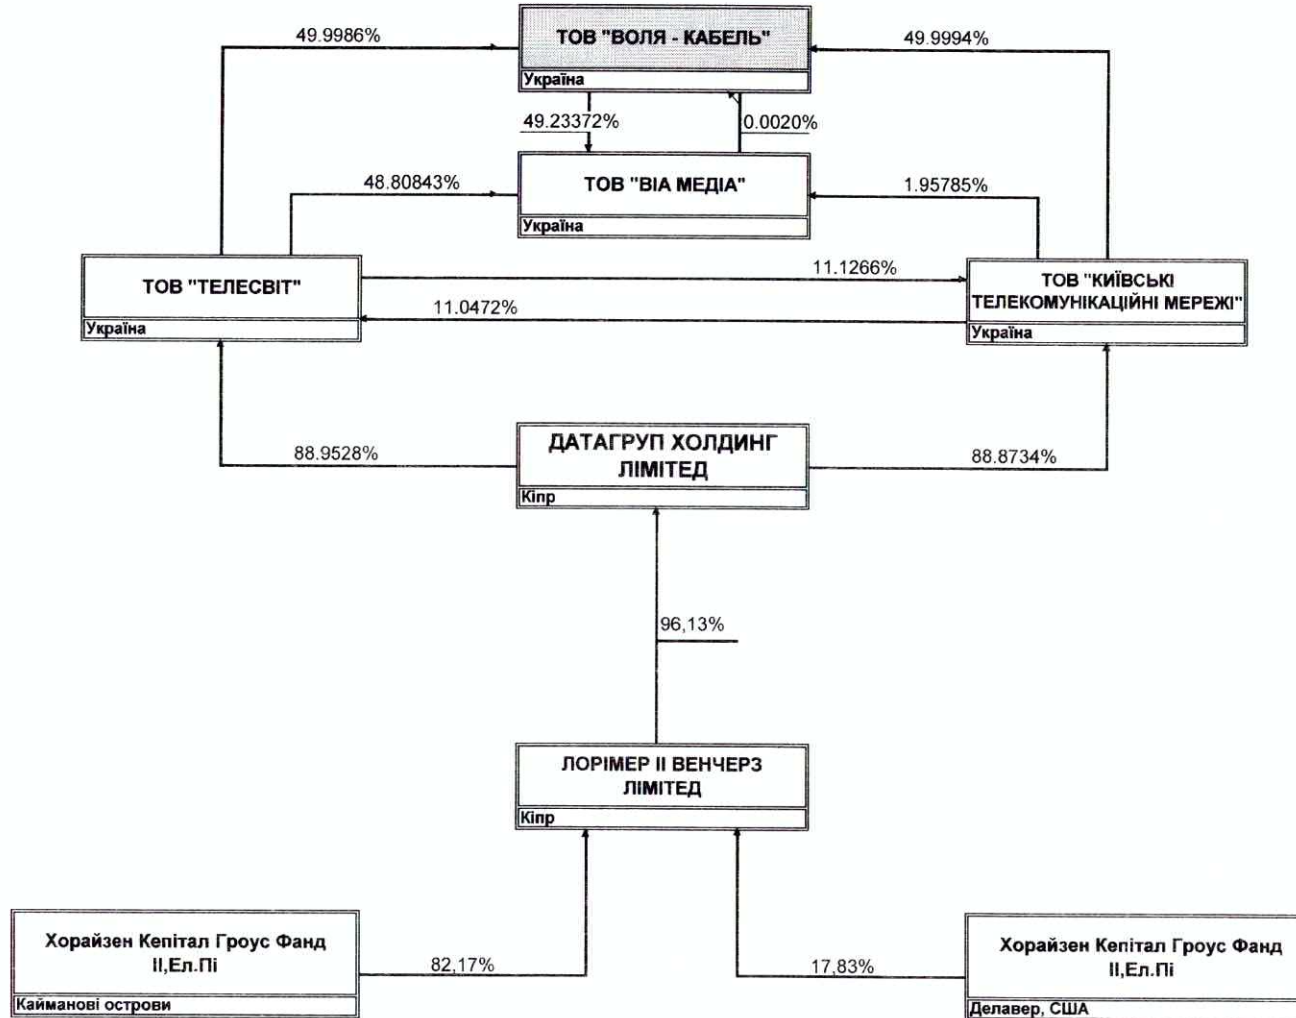 49.9986%
ТОВ "ВОЛЯ - КАБЕЛЬ"
49.9994%
Україна
49.23372%
0.0020%
48.80843%
ТОВ "ВІА МЕДІА"
1.95785%
Україна
ТОВ "ТЕЛЕСВІТ"
11.1266%
ТОВ "КИЇВСЬКІ
ТЕЛЕКОМУНІКАЦІЙНІ МЕРЕЖІ"
11.0472%
Україна
Україна
88.9528%
ДАТАГРУП ХОЛДИНГ
ЛІМІТЕД
88.8734%
Кіпр
96,13%
ЛОРІМЕР ІІ ВЕНЧЕРЗ
ЛІМІТЕД
Кіпр
Хорайзен Кепітал Гроус Фанд
ІІ,Ел.Пі
82,17%
17,83%
Хорайзен Кепітал Гроус Фанд
ІІ,Ел.Пі
Кайманові острови
Делавер, США